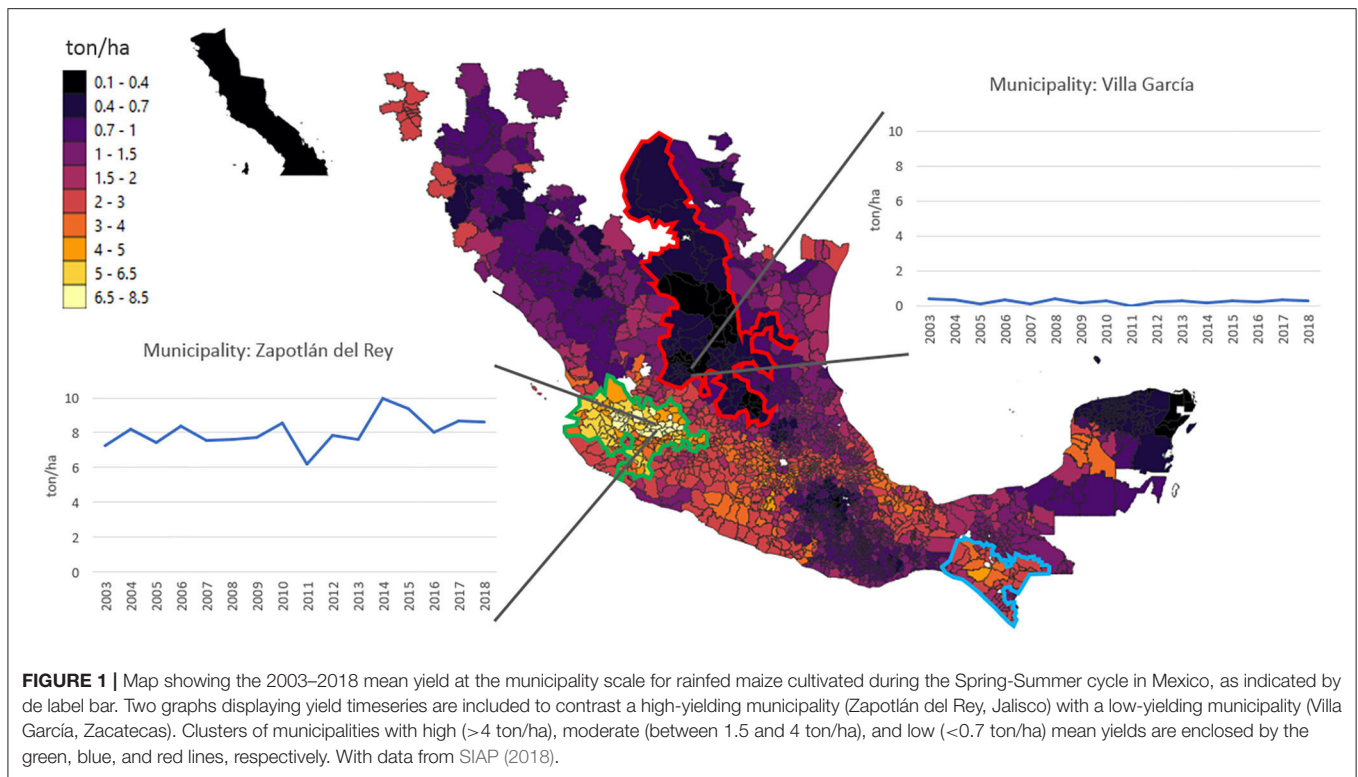 ton/ha
0.1 - 0.4
0.4 - 0.7
0.7 - 1
1 - 1.5
1.5 - 2
2 - 3
3 - 4
4 - 5
5 - 6.5
6.5 - 8.5
Municipality: Villa García
10
8
6
4
2
0
ton/ha
2003
2004
2005
2006
2007
2008
2009
2010
2011
2012
2013
2014
2015
2016
2017
2018
Municipality: Zapotlán del Rey
10
8
6
4
2
0
ton/ha
2003
2004
2005
2006
2007
2008
2009
2010
2011
2012
2013
2014
2015
2016
2017
2018
FIGURE 1 | Map showing the 2003–2018 mean yield at the municipality scale for rainfed maize cultivated during the Spring-Summer cycle in Mexico, as indicated by
de label bar. Two graphs displaying yield timeseries are included to contrast a high-yielding municipality (Zapotlán del Rey, Jalisco) with a low-yielding municipality (Villa
García, Zacatecas). Clusters of municipalities with high (>4 ton/ha), moderate (between 1.5 and 4 ton/ha), and low (<0.7 ton/ha) mean yields are enclosed by the
green, blue, and red lines, respectively. With data from SIAP (2018).